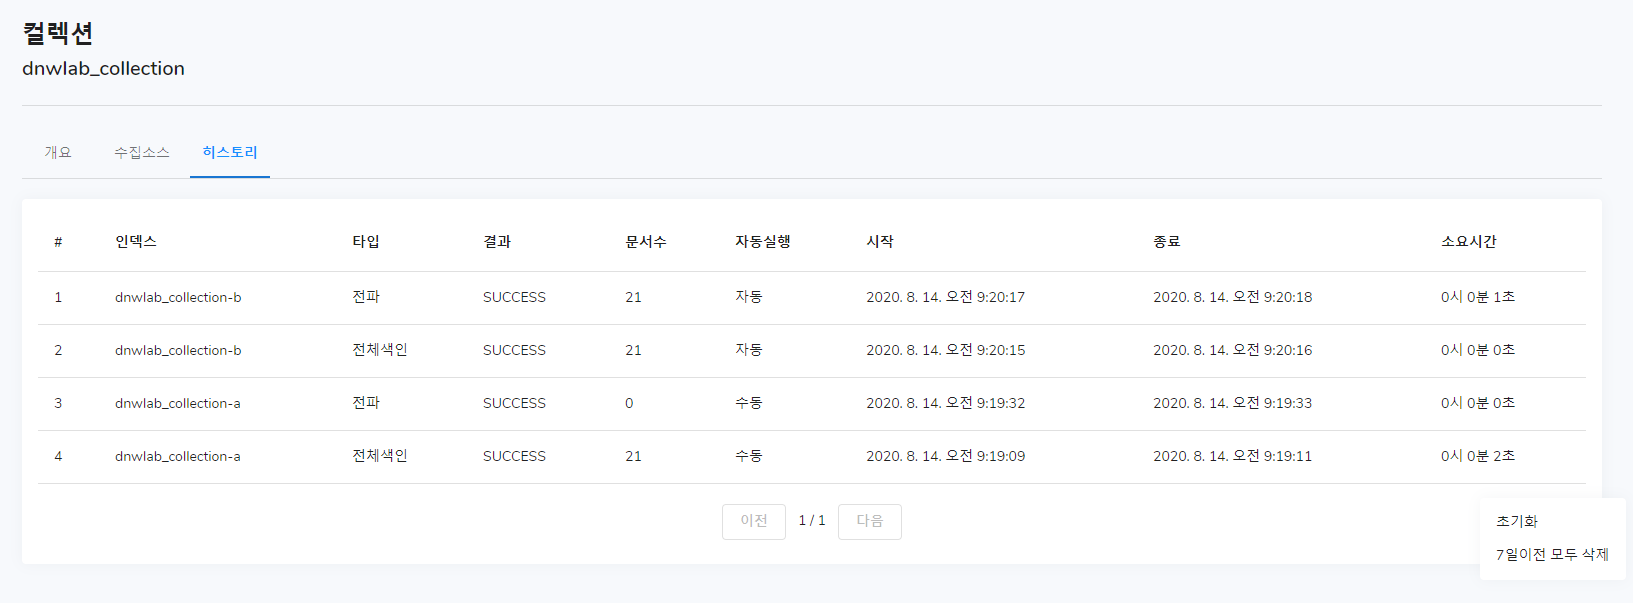 컬렉션
dnwlab_collection
개요 수집소스 히스토리
# 인덱스 타입 결과 문서수 자동실행 시작 종료 소요시간
1 dnwlab_collection-b 전파 SUCCESS 21 자동 2020. 8. 14. 오전 9:20:17 2020. 8. 14. 오전 9:20:18 0시 0분 1초
2 dnwlab_collection-b 전체색인 SUCCESS 21 자동 2020. 8. 14. 오전 9:20:15 2020. 8. 14. 오전 9:20:16 0시 0분 0초
3 dnwlab_collection-a 전파 SUCCESS 0 수동 2020. 8. 14. 오전 9:19:32 2020. 8. 14. 오전 9:19:33 0시 0분 0초
4 dnwlab_collection-a 전체색인 SUCCESS 21 수동 2020. 8. 14. 오전 9:19:09 2020. 8. 14. 오전 9:19:11 0시 0분 2초
이전 1 / 1 다음
초기화
7일이전 모두 삭제